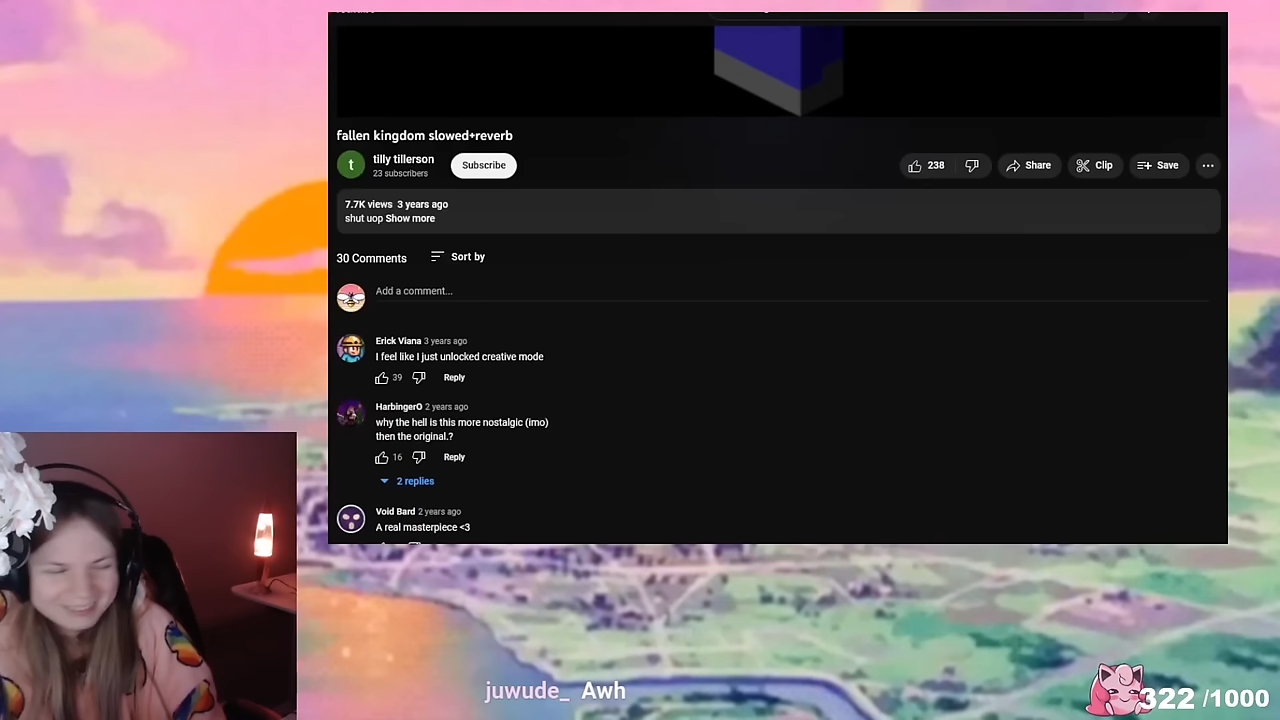 fallen kingdom slowed+reverb
t
tilly tillerson
23 subscribers
Subscribe
238
Share
Clip
Save
7.7K views 3 years ago
shut uop Show more
30 Comments
Sort by
Add a comment...
Erick Viana 3 years ago
I feel like I just unlocked creative mode
39
Reply
HarbingerO 2 years ago
why the hell is this more nostalgic (imo)
then the original.?
16
Reply
2 replies
Void Bard 2 years ago
A real masterpiece <3
juwude_ Awh
322 /1000